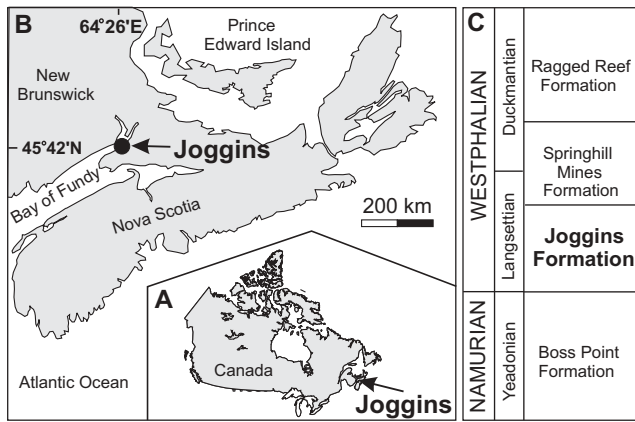 B
64°26'E
Prince
Edward Island
New
Brunswick
45°42'N
Joggins
Bay of Fundy
Nova Scotia
200 km
A
Canada
Atlantic Ocean
Joggins
C
WESTPHALIAN
Duckmantian
Ragged Reef
Formation
Springhill
Mines
Formation
Langsettian
Joggins
Formation
NAMURIAN
Yeadonian
Boss Point
Formation